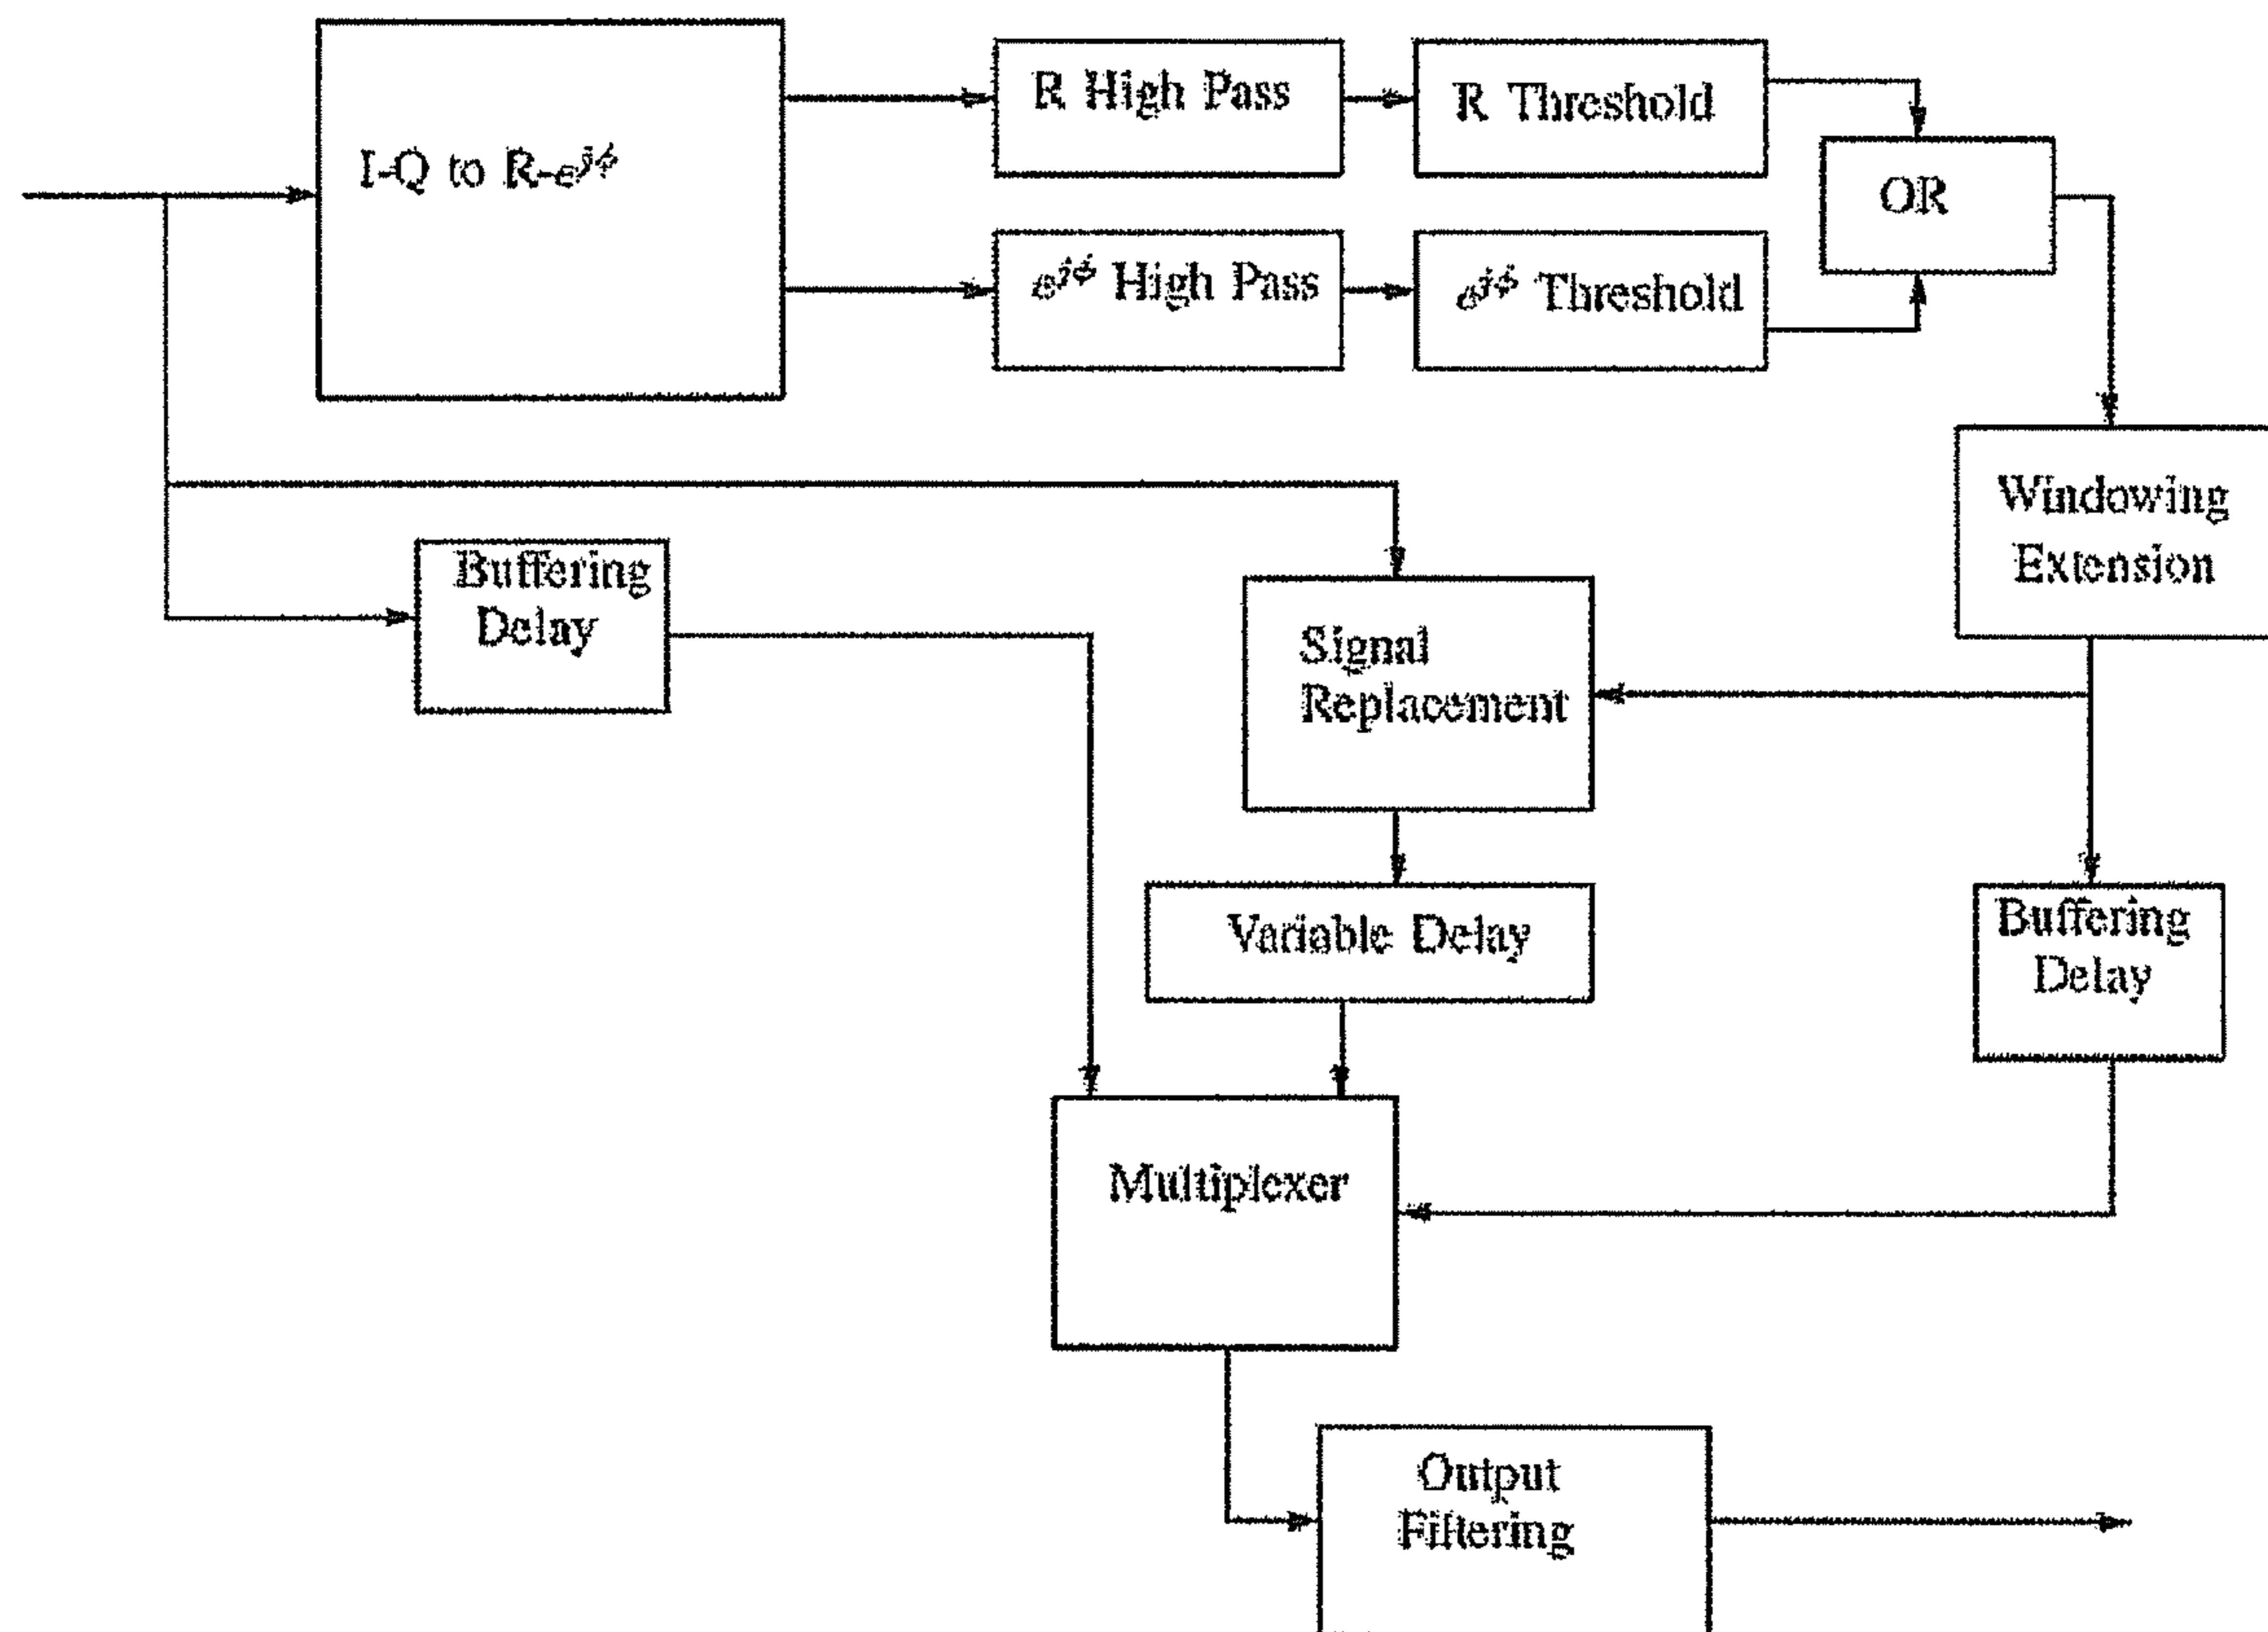 R High Pass
R Threshold
I-Q to R-e^{jϕ}
OR
e^{jϕ} High Pass
e^{jϕ} Threshold
Windowing
Extension
Buffering
Delay
Signal
Replacement
Variable Delay
Buffering
Delay
Multiplexer
Output
Filtering